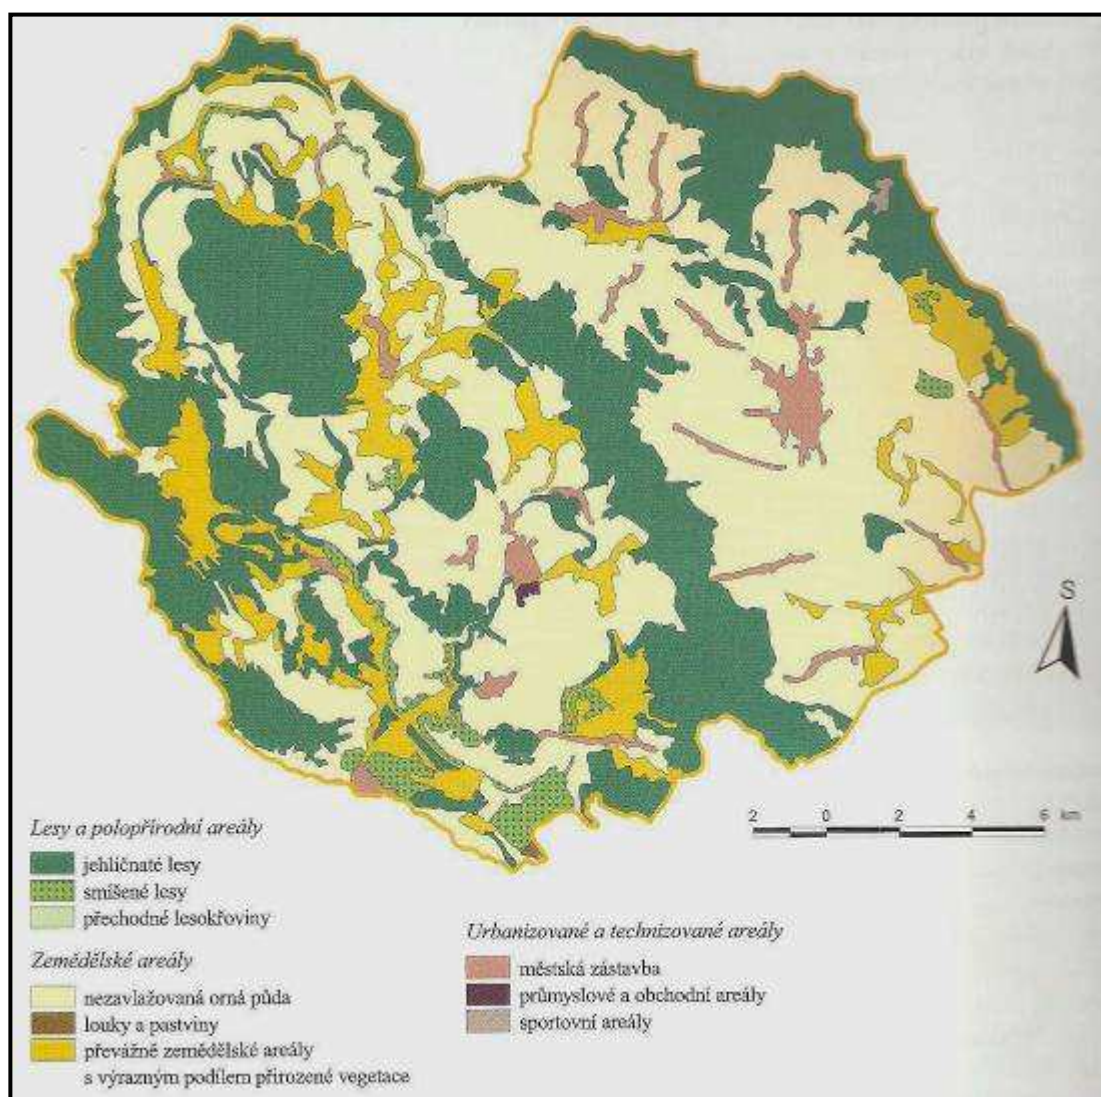 S
2 0 2 4 6 km
Lesy a polopřírodní areály
jehličnaté lesy
smíšené lesy
přechodné lesokřoviny
Zemědělské areály
nezavlažovaná orná půda
louky a pastviny
převážně zemědělské areály
s výrazným podílem přirozené vegetace
Urbanizované a technizované areály
městská zástavba
průmyslové a obchodní areály
sportovní areály